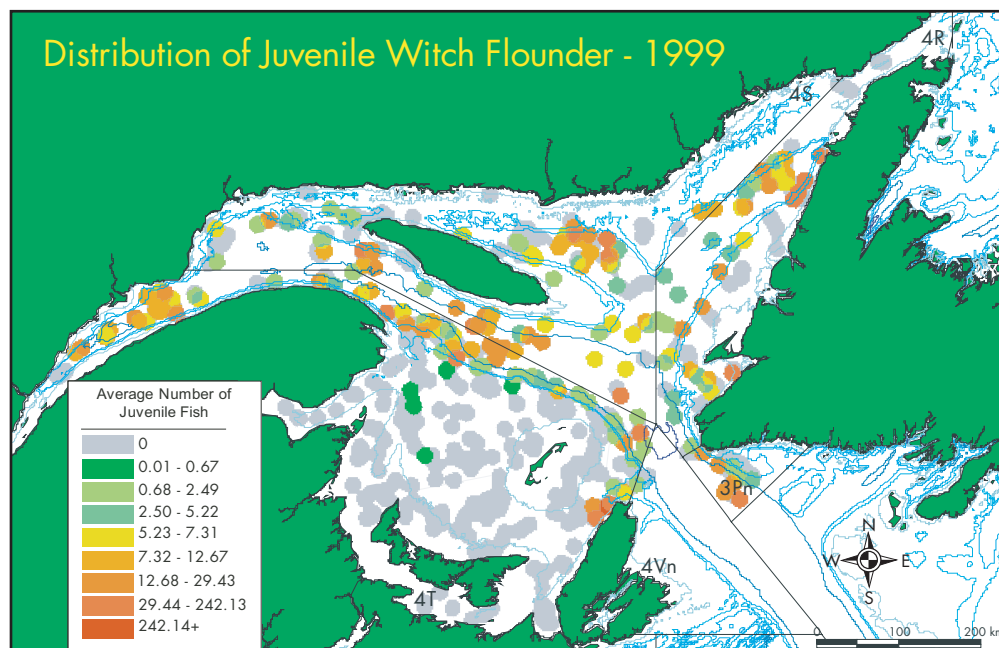 Distribution of Juvenile Witch Flounder - 1999
4R
4S
Average Number of
Juvenile Fish
0
0.01 - 0.67
0.68 - 2.49
2.50 - 5.22
5.23 - 7.31
7.32 - 12.67
12.68 - 29.43
29.44 - 242.13
242.14+
3Pn
4Vn
4T
N
W E
S
0 100 200 km